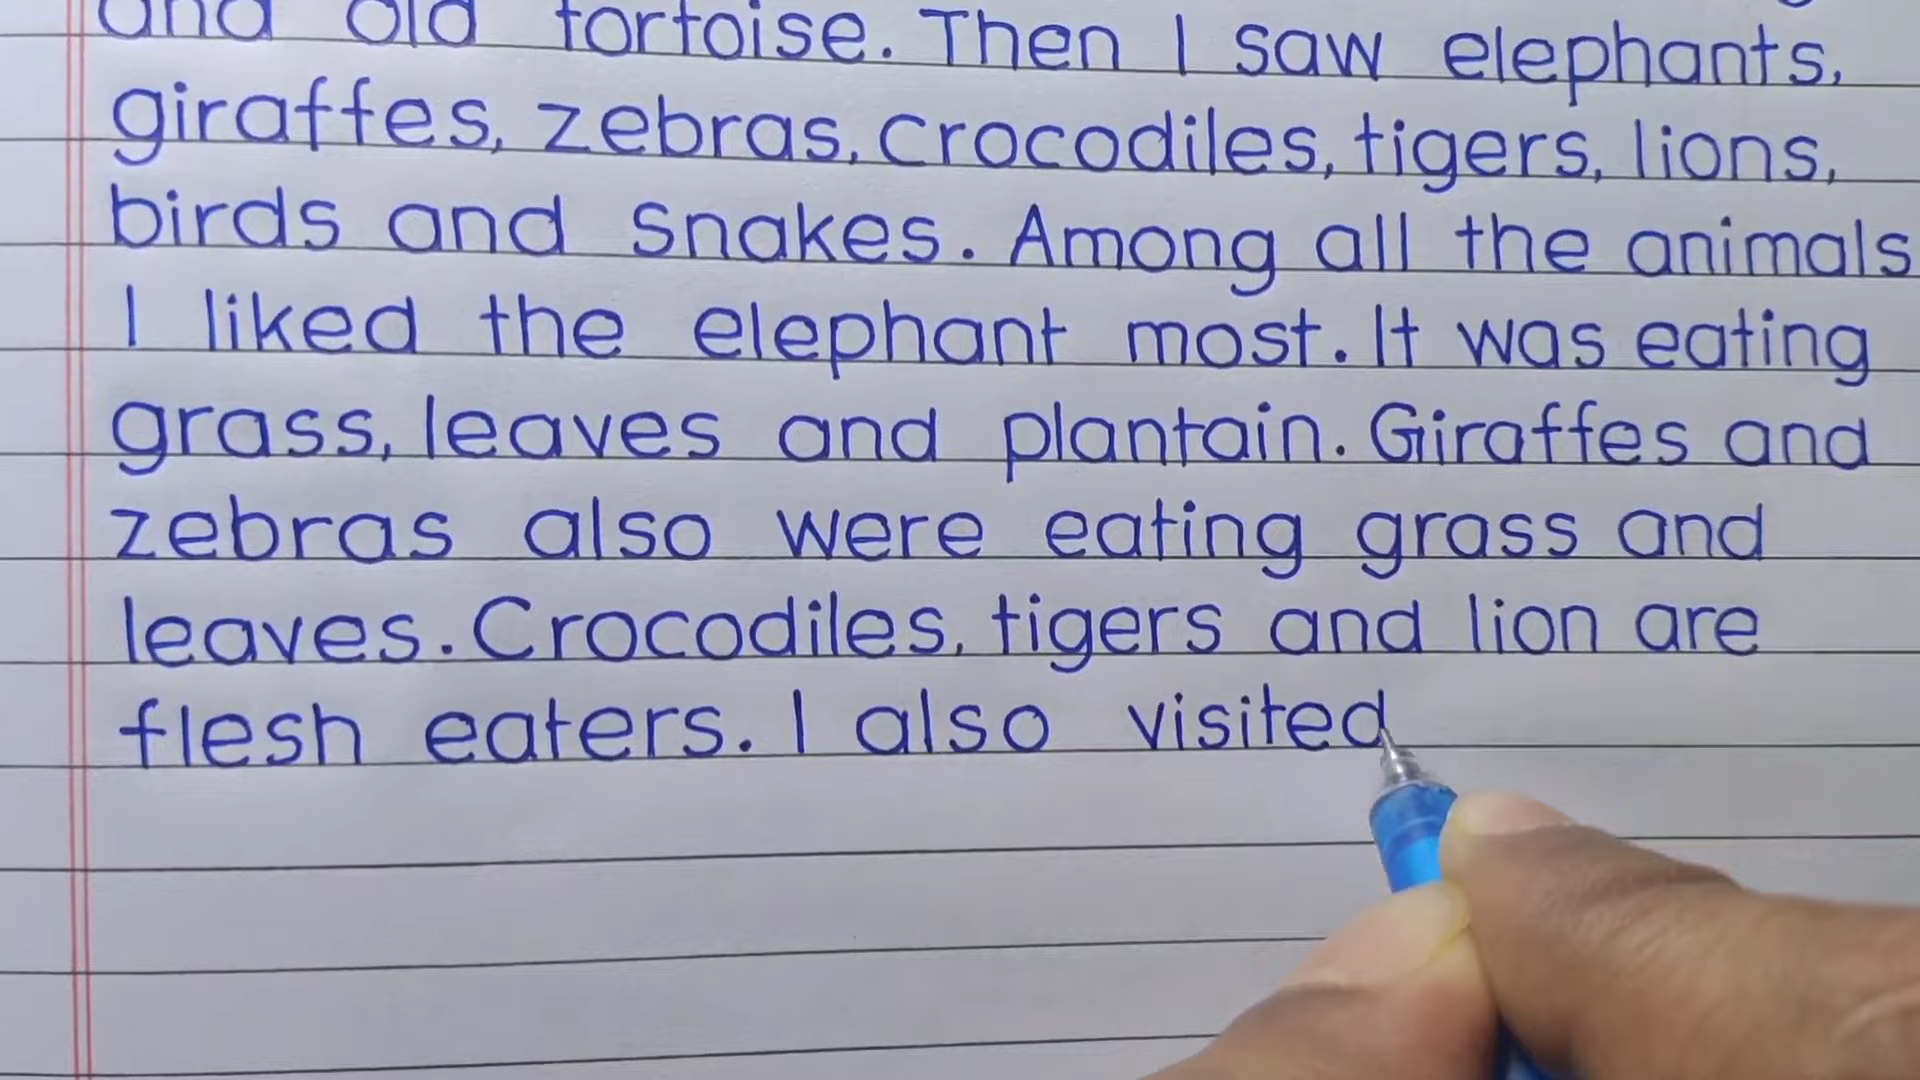 and old tortoise. Then I saw elephants,
giraffes, zebras, crocodiles, tigers, lions,
birds and snakes. Among all the animals
I liked the elephant most. It was eating
grass, leaves and plantain. Giraffes and
zebras also were eating grass and
leaves. Crocodiles, tigers and lion are
flesh eaters. I also visited